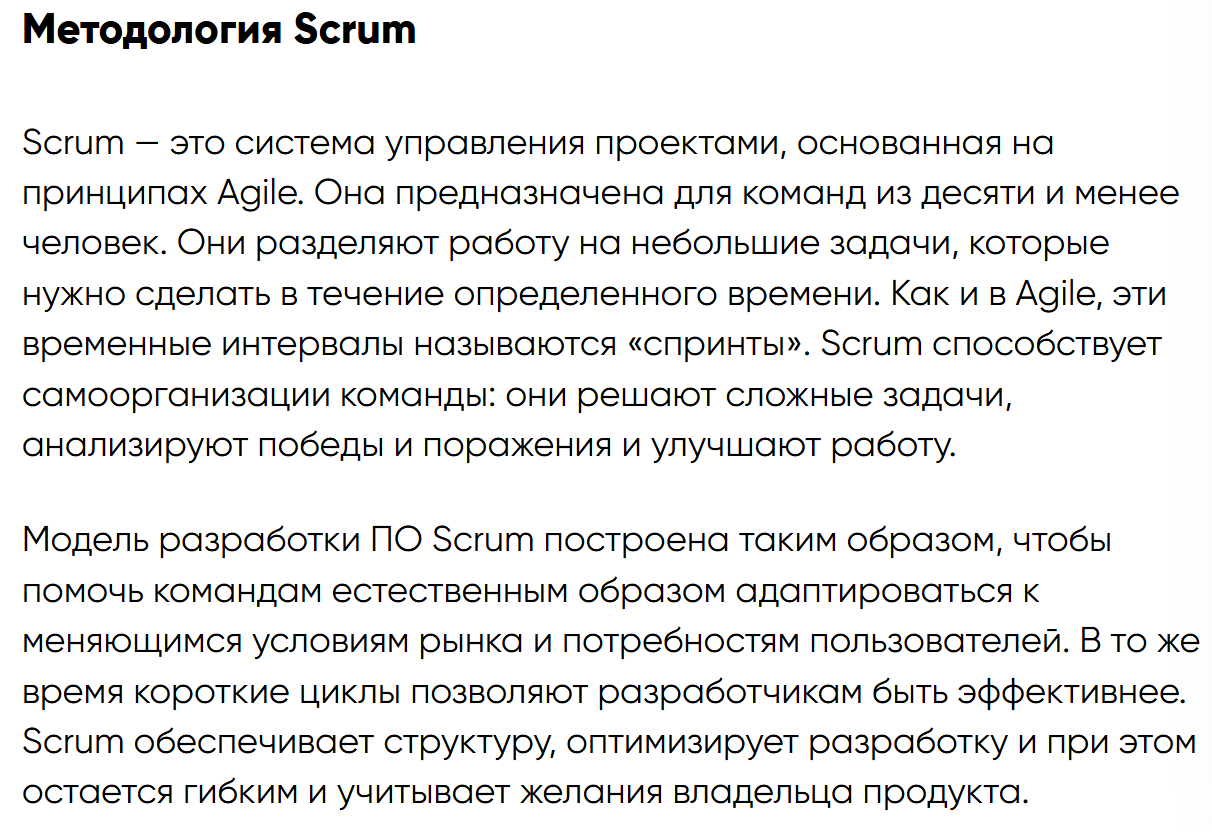 Методология Scrum
Scrum — это система управления проектами, основанная на
принципах Agile. Она предназначена для команд из десяти и менее
человек. Они разделяют работу на небольшие задачи, которые
нужно сделать в течение определенного времени. Как и в Agile, эти
временные интервалы называются «спринты». Scrum способствует
самоорганизации команды: они решают сложные задачи,
анализируют победы и поражения и улучшают работу.
Модель разработки ПО Scrum построена таким образом, чтобы
помочь командам естественным образом адаптироваться к
меняющимся условиям рынка и потребностям пользователей. В то же
время короткие циклы позволяют разработчикам быть эффективнее.
Scrum обеспечивает структуру, оптимизирует разработку и при этом
остается гибким и учитывает желания владельца продукта.